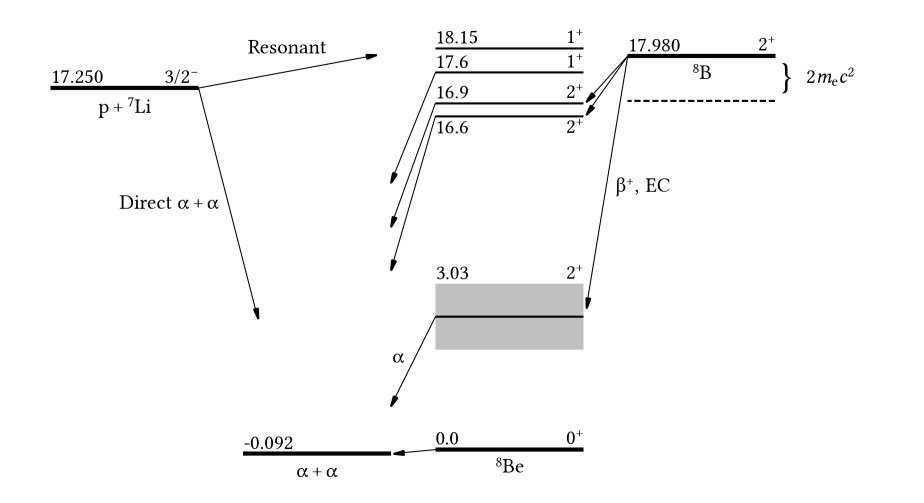 Resonant
18.15 1⁺
17.6 1⁺
16.9 2⁺
16.6 2⁺
17.980 2⁺
⁸B
} 2mₑc²
17.250 3/2⁻
p + ⁷Li
Direct α + α
β⁺, EC
3.03 2⁺
α
-0.092
α + α
0.0 0⁺
⁸Be